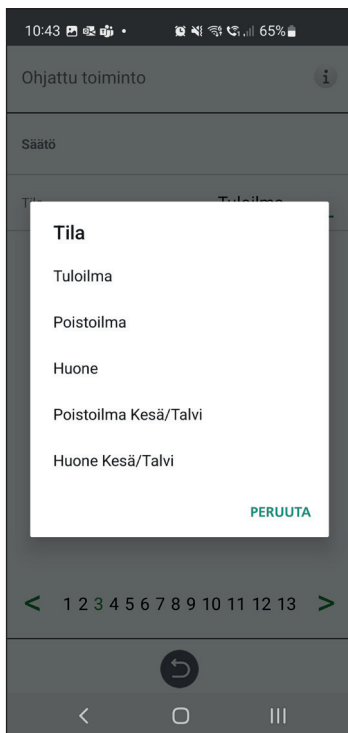 10:43 65%
Ohjattu toiminto i
Säätö
Tila
Tila
Tuloilma
Poistoilma
Huone
Poistoilma Kesä/Talvi
Huone Kesä/Talvi
PERUUTA
< 1 2 3 4 5 6 7 8 9 10 11 12 13 >